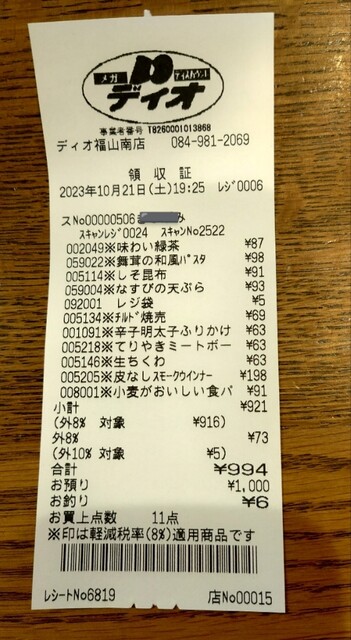 メガ
ディスカウント
ディオ
事業者番号 T8260001013868
ディオ福山南店 084-981-2069
領収証
2023年10月21日(土)19:25 レジ0006
スNo00000506 み
スキャンレジ0024 スキャンNo2522
002049※味わい緑茶 ¥87
059022※舞茸の和風パスタ ¥98
005114※しそ昆布 ¥91
059004※なすびの天ぷら ¥93
092001 レジ袋 ¥5
005134※チルド焼売 ¥69
001091※辛子明太子ふりかけ ¥63
005218※てりやきミートボー ¥63
005146※生ちくわ ¥63
005205※皮なしスモークウインナー ¥198
008001※小麦がおいしい食パ ¥91
小計 ¥921
(外8% 対象 ¥916)
外8% ¥73
(外10% 対象 ¥5)
合計 ¥994
お預り ¥1,000
お釣り ¥6
お買上点数 11点
※印は軽減税率(8%)適用商品です
レシートNo6819 店No00015